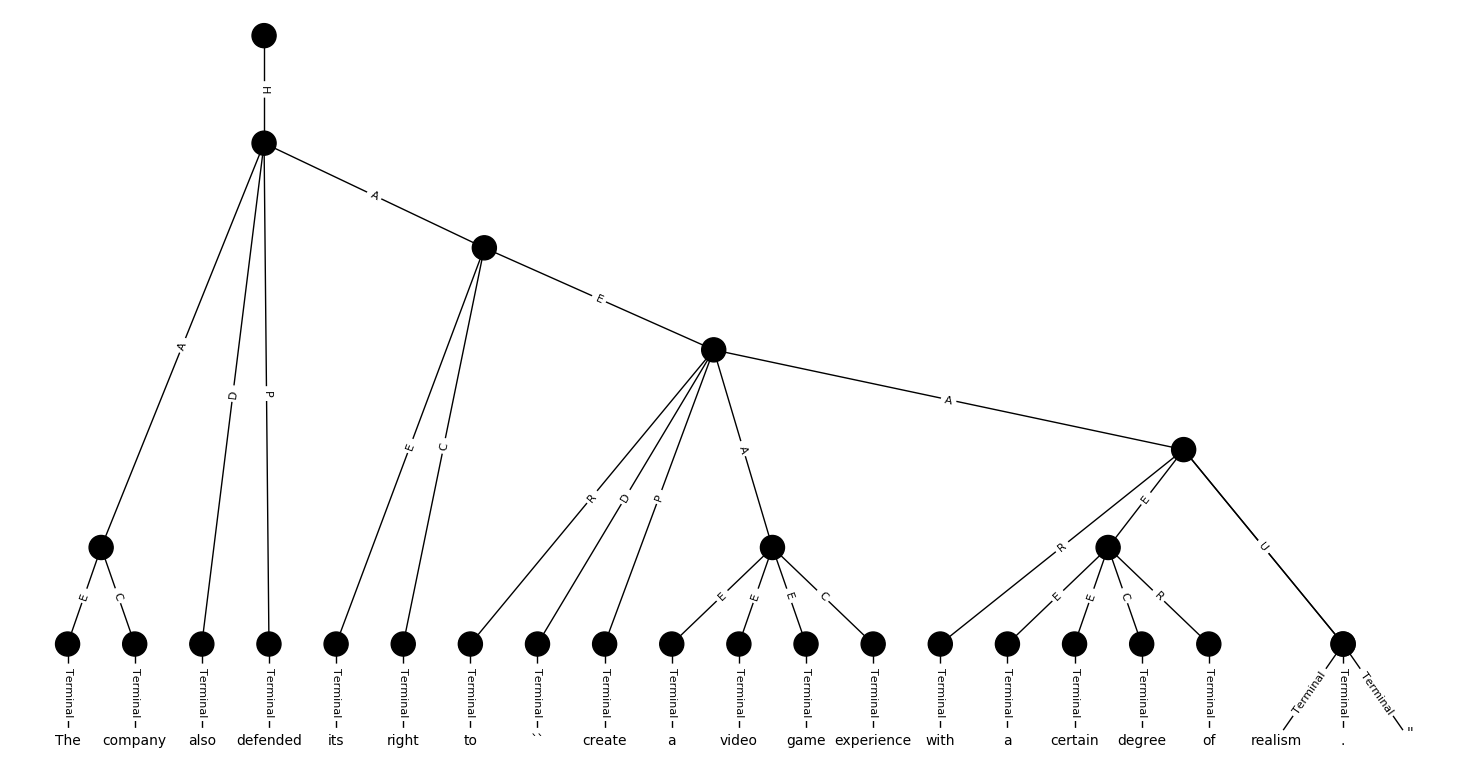 H
A
A
E
D
P
A
A
E
C
R
D
P
A
E
R
E
U
E
C
E
E
E
C
E
E
C
R
Terminal Terminal Terminal Terminal Terminal Terminal Terminal Terminal Terminal Terminal Terminal Terminal Terminal Terminal Terminal Terminal Terminal Terminal Terminal Terminal Terminal
The company also defended its right to `` create a video game experience with a certain degree of realism . "